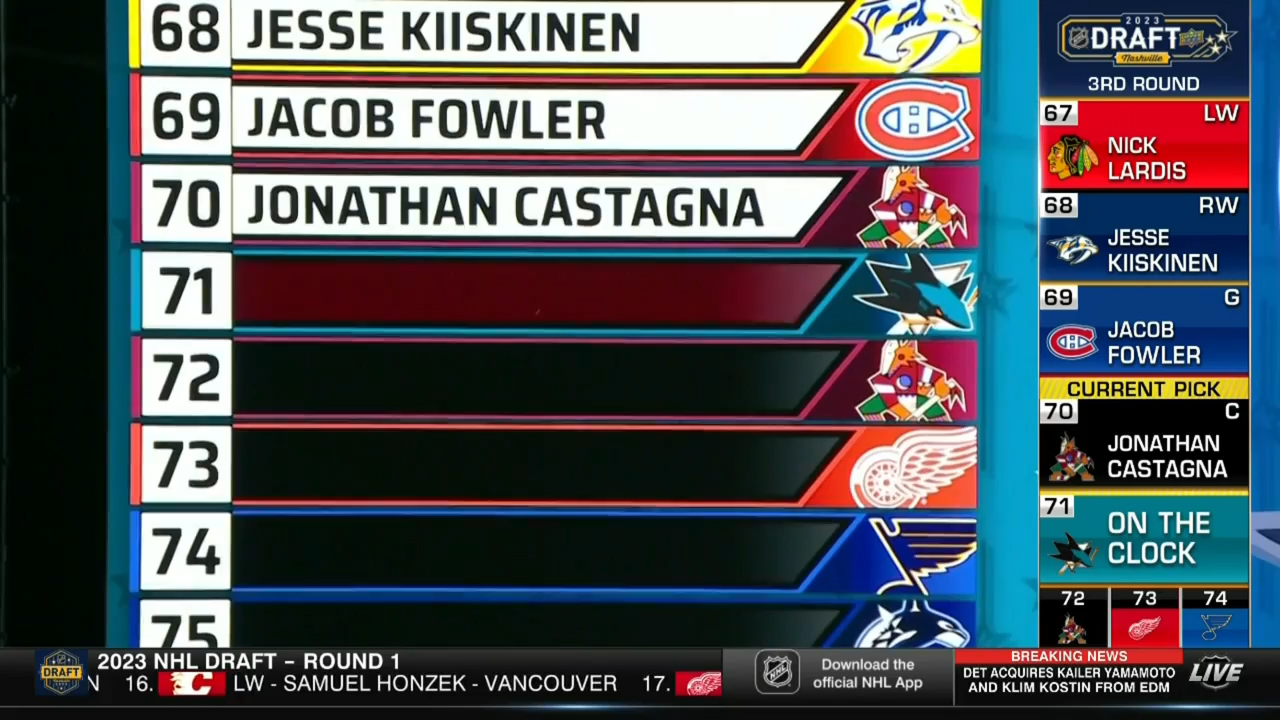 68 JESSE KIISKINEN
69 JACOB FOWLER
70 JONATHAN CASTAGNA
71
72
73
74
75
2023
DRAFT
Nashville
3RD ROUND
67 LW
NICK
LARDIS
68 RW
JESSE
KIISKINEN
69 G
JACOB
FOWLER
CURRENT PICK
70 C
JONATHAN
CASTAGNA
71
ON THE
CLOCK
72 73 74
DRAFT
2023 NHL DRAFT – ROUND 1
N 16. LW - SAMUEL HONZEK - VANCOUVER 17.
NHL
Download the
official NHL App
BREAKING NEWS
DET ACQUIRES KAILER YAMAMOTO
AND KLIM KOSTIN FROM EDM
LIVE